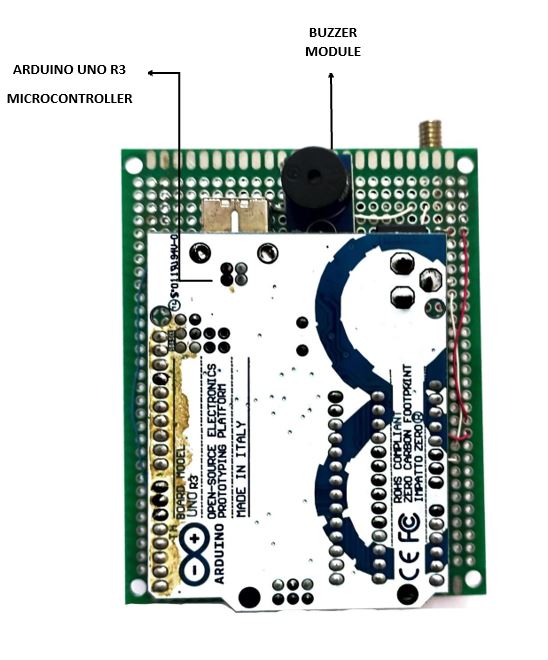 BUZZER
MODULE
ARDUINO UNO R3
MICROCONTROLLER
BOARD MODEL
UNO R3
ARDUINO
OPEN-SOURCE ELECTRONICS
PROTOTYPING PLATFORM
MADE IN ITALY
ROHS COMPLIANT
ZERO CARBON FOOTPRINT
IMPATTO ZERO®
CE FC